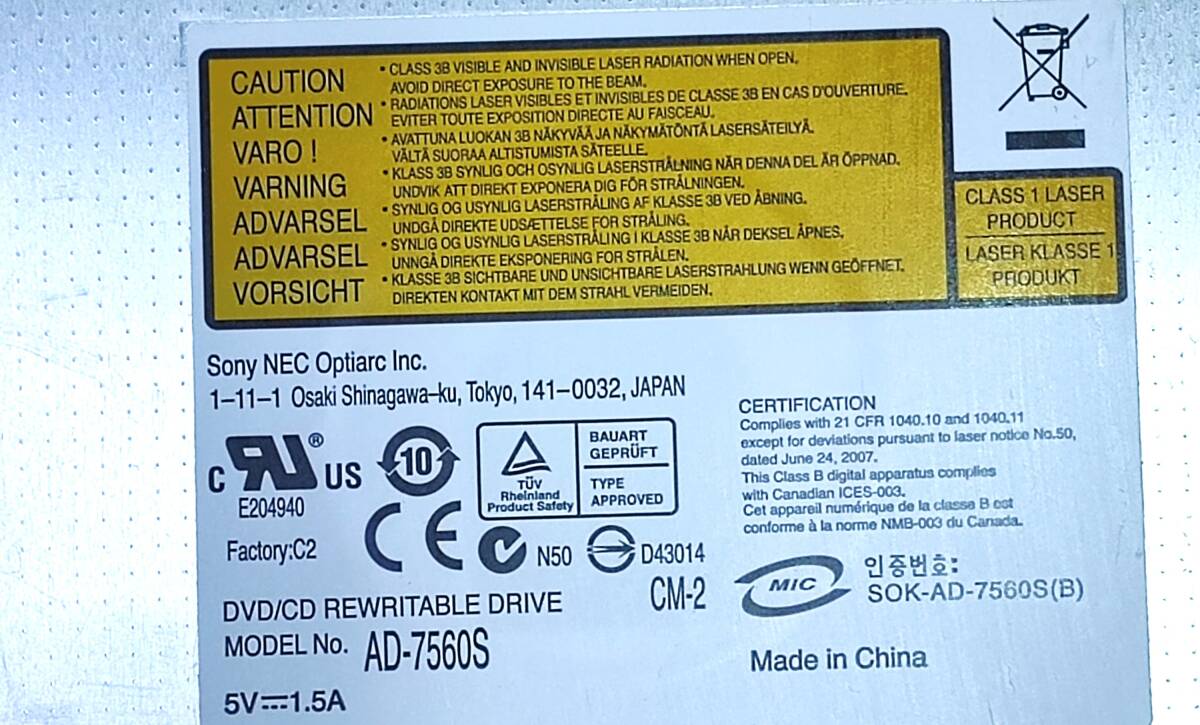 CAUTION
• CLASS 3B VISIBLE AND INVISIBLE LASER RADIATION WHEN OPEN.
AVOID DIRECT EXPOSURE TO THE BEAM.
ATTENTION
• RADIATIONS LASER VISIBLES ET INVISIBLES DE CLASSE 3B EN CAS D'OUVERTURE.
EVITER TOUTE EXPOSITION DIRECTE AU FAISCEAU.
VARO !
• AVATTUNA LUOKAN 3B NÄKYVÄÄ JA NÄKYMÄTÖNTÄ LASERSÄTEILYÄ.
VÄLTÄ SUORAA ALTISTUMISTA SÄTEELLE.
VARNING
• KLASS 3B SYNLIG OCH OSYNLIG LASERSTRÅLNING NÄR DENNA DEL ÄR ÖPPNAD.
UNDVIK ATT DIREKT EXPONERA DIG FÖR STRÅLNINGEN.
ADVARSEL
• SYNLIG OG USYNLIG LASERSTRÅLING AF KLASSE 3B VED ÅBNING.
UNDGÅ DIREKTE UDSÆTTELSE FOR STRÅLING.
ADVARSEL
• SYNLIG OG USYNLIG LASERSTRÅLING I KLASSE 3B NÅR DEKSEL ÅPNES.
UNNGÅ DIREKTE EKSPONERING FOR STRÅLEN.
VORSICHT
• KLASSE 3B SICHTBARE UND UNSICHTBARE LASERSTRAHLUNG WENN GEÖFFNET.
DIREKTEN KONTAKT MIT DEM STRAHL VERMEIDEN.
CLASS 1 LASER
PRODUCT
LASER KLASSE 1
PRODUKT
Sony NEC Optiarc Inc.
1-11-1 Osaki Shinagawa-ku, Tokyo, 141-0032, JAPAN
C RU ® US
E204940
10
TÜV
Rheinland
Product Safety
BAUART
GEPRÜFT
TYPE
APPROVED
CERTIFICATION
Complies with 21 CFR 1040.10 and 1040.11
except for deviations pursuant to laser notice No.50,
dated June 24, 2007.
This Class B digital apparatus complies
with Canadian ICES-003.
Cet appareil numérique de la classe B est
conforme à la norme NMB-003 du Canada.
Factory:C2
CE
N50
D43014
CM-2
MIC
인증번호:
SOK-AD-7560S(B)
DVD/CD REWRITABLE DRIVE
MODEL No. AD-7560S
Made in China
5V⎓1.5A